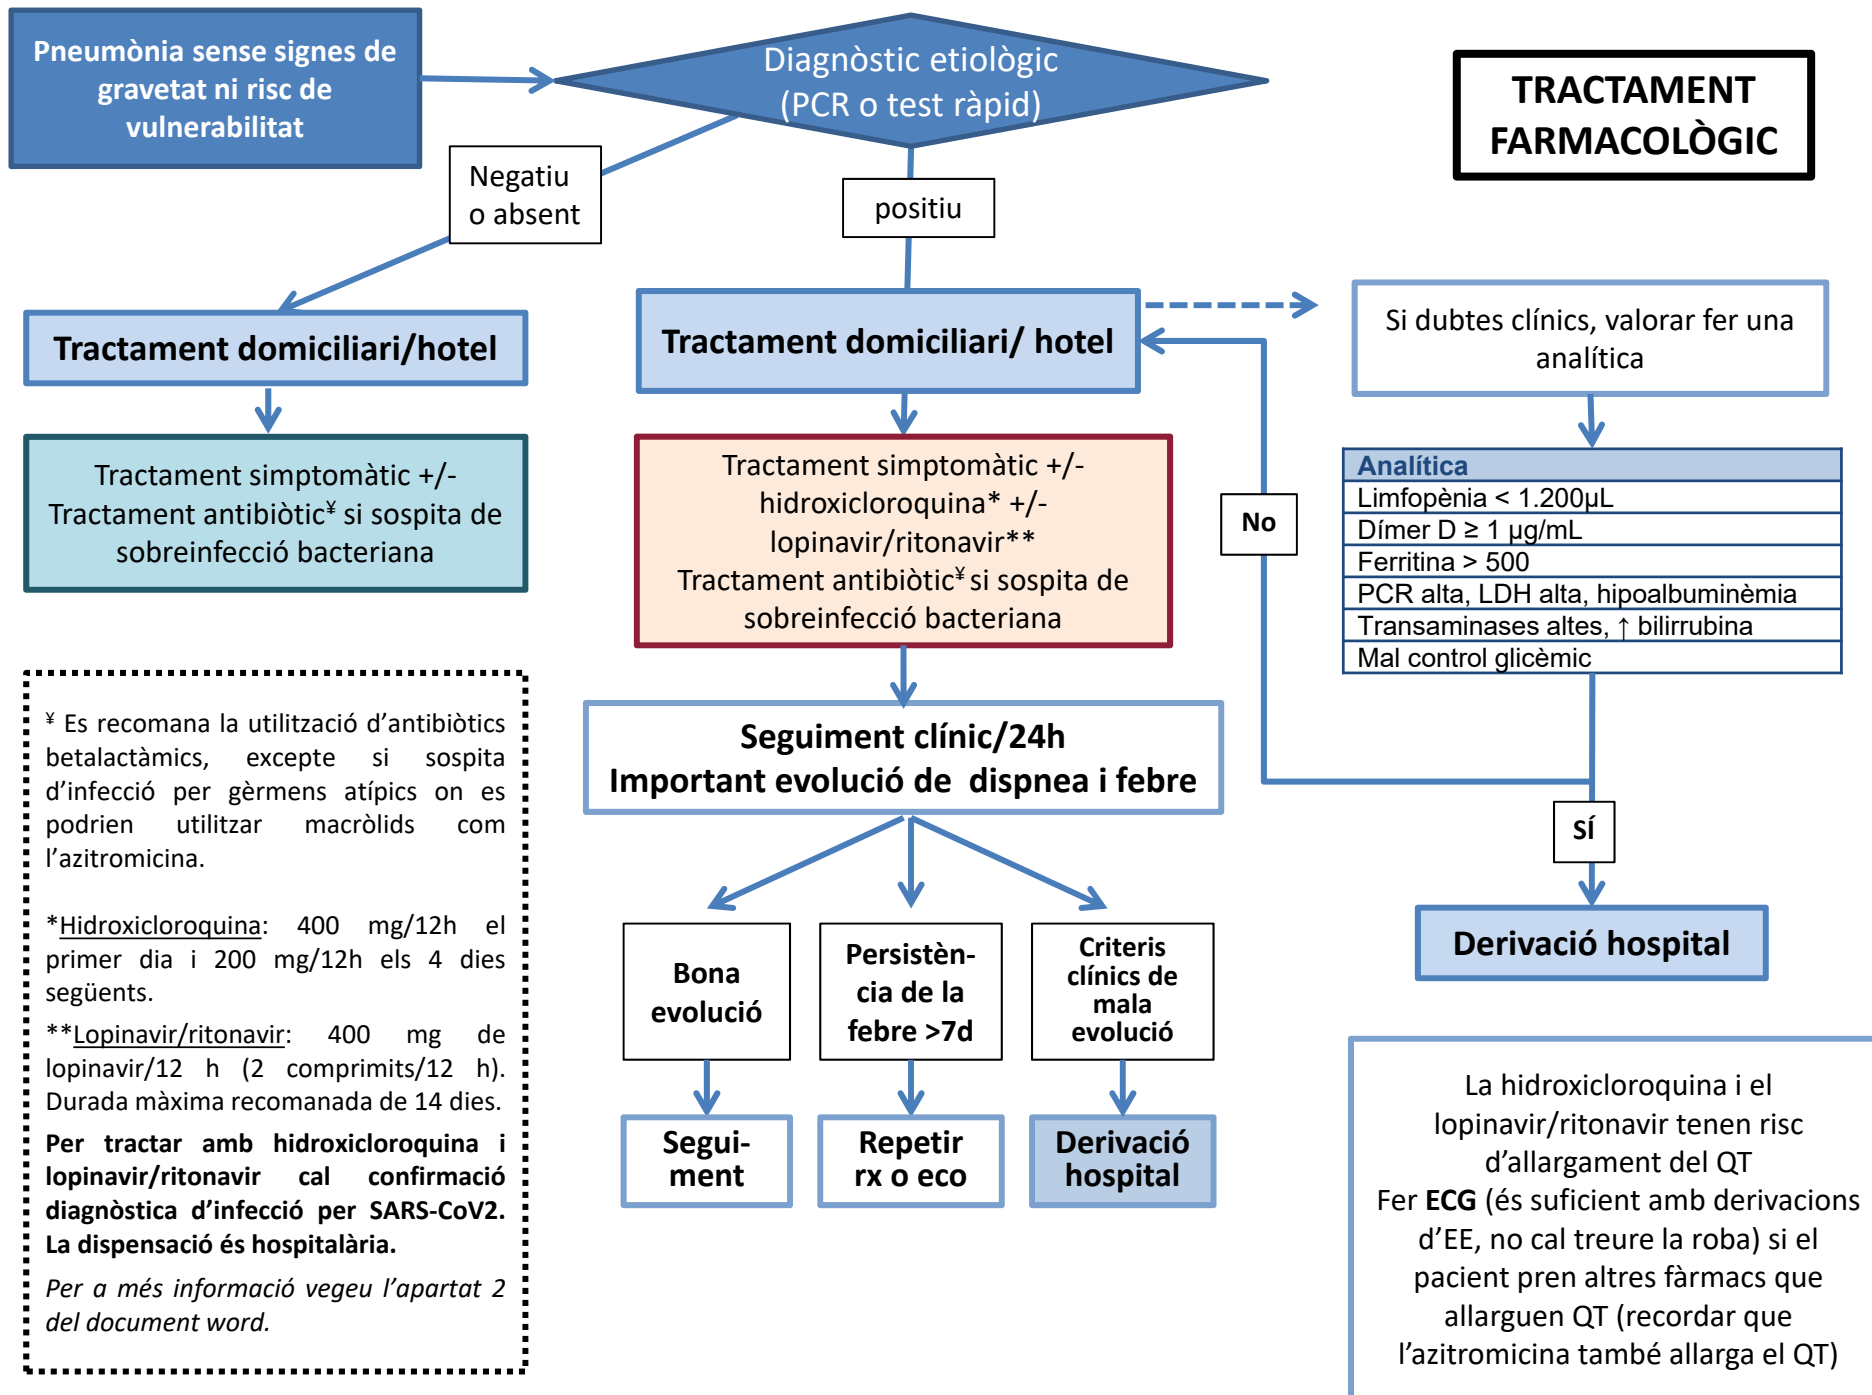 Pneumònia sense signes de
gravetat ni risc de
vulnerabilitat
Diagnòstic etiològic
(PCR o test ràpid)
TRACTAMENT
FARMACOLÒGIC
Negatiu
o absent
positiu
Tractament domiciliari/hotel
Tractament domiciliari/ hotel
Si dubtes clínics, valorar fer una
analítica
Tractament simptomàtic +/-
Tractament antibiòtic¥ si sospita de
sobreinfecció bacteriana
Tractament simptomàtic +/-
hidroxicloroquina* +/-
lopinavir/ritonavir**
Tractament antibiòtic¥ si sospita de
sobreinfecció bacteriana
No
Analítica
Limfopènia < 1.200µL
Dímer D ≥ 1 µg/mL
Ferritina > 500
PCR alta, LDH alta, hipoalbuminèmia
Transaminases altes, ↑ bilirrubina
Mal control glicèmic
SÍ
Derivació hospital
Seguiment clínic/24h
Important evolució de  dispnea i febre
Bona
evolució
Persistèn-
cia de la
febre >7d
Criteris
clínics de
mala
evolució
Segui-
ment
Repetir
rx o eco
Derivació
hospital
¥ Es recomana la utilització d’antibiòtics
betalactàmics, excepte si sospita
d’infecció per gèrmens atípics on es
podrien utilitzar macròlids com
l’azitromicina.
*Hidroxicloroquina: 400 mg/12h el
primer dia i 200 mg/12h els 4 dies
següents.
**Lopinavir/ritonavir: 400 mg de
lopinavir/12 h (2 comprimits/12 h).
Durada màxima recomanada de 14 dies.
Per tractar amb hidroxicloroquina i
lopinavir/ritonavir cal confirmació
diagnòstica d’infecció per SARS-CoV2.
La dispensació és hospitalària.
Per a més informació vegeu l’apartat 2
del document word.
La hidroxicloroquina i el
lopinavir/ritonavir tenen risc
d’allargament del QT
Fer ECG (és suficient amb derivacions
d’EE, no cal treure la roba) si el
pacient pren altres fàrmacs que
allarguen QT (recordar que
l’azitromicina també allarga el QT)